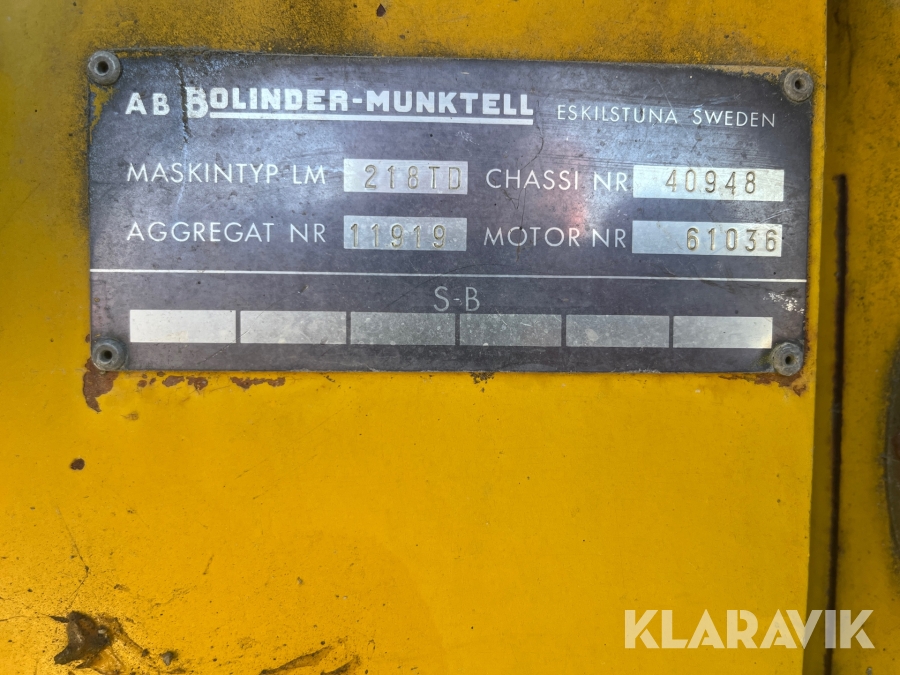 AB BOLINDER-MUNKTELL ESKILSTUNA SWEDEN
MASKINTYP LM 218TD CHASSI NR 40948
AGGREGAT NR 11919 MOTOR NR 61036
S-B
KLARAVIK